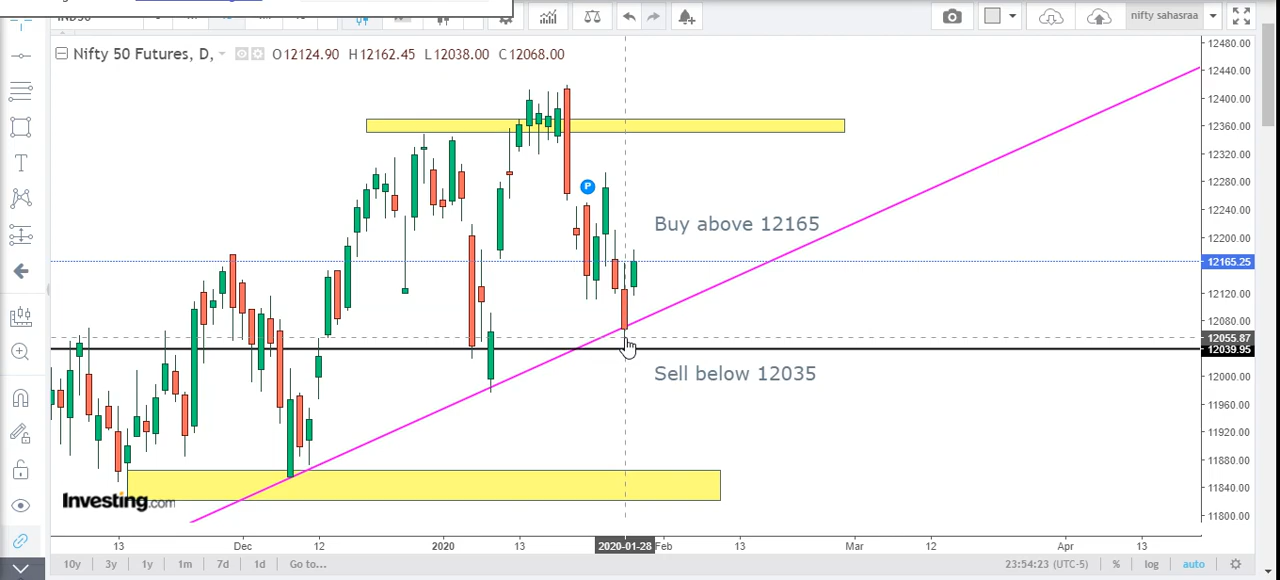 nifty sahasraa
Nifty 50 Futures, D, O12124.90 H12162.45 L12038.00 C12068.00
12480.00
12440.00
12400.00
12360.00
12320.00
12280.00
12240.00
12200.00
12165.25
12120.00
12080.00
12055.87
12039.95
12000.00
11960.00
11920.00
11880.00
11840.00
11800.00
P
Buy above 12165
Sell below 12035
Investing.com
13 Dec 12 2020 13 2020-01-28 Feb 13 Mar 12 Apr 13
10y 3y 1y 1m 7d 1d Go to... 23:54:23 (UTC-5) % log auto